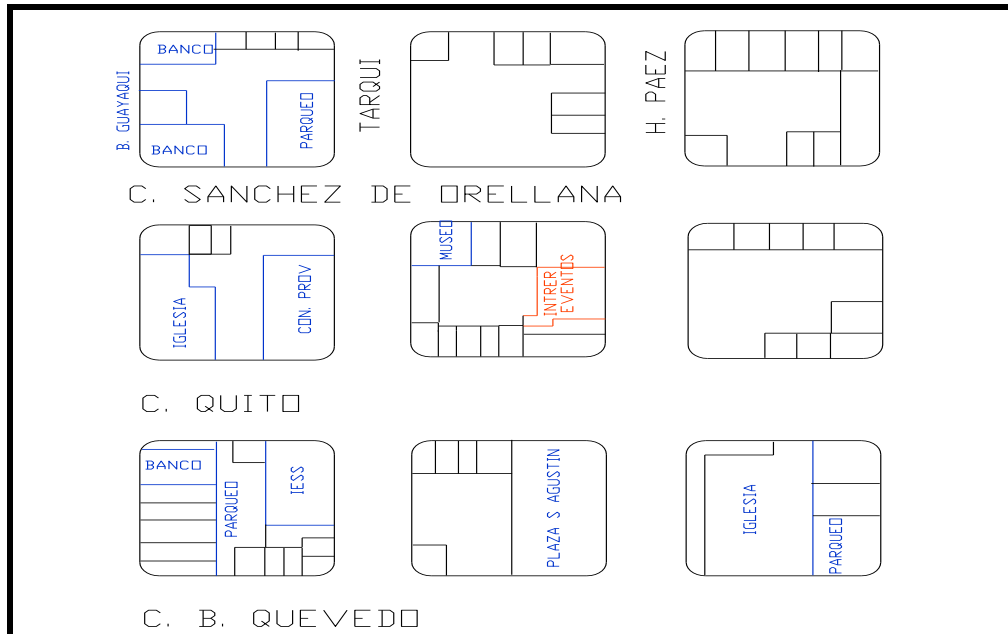 BANCO
B. GUAYAQUI
BANCO
PARQUEO
TARQUI
H. PAEZ
C. SANCHEZ DE ORELLANA
IGLESIA
CON. PROV
MUSEO
INTRER
EVENTOS
C. QUITO
BANCO
PARQUEO
IESS
PLAZA S AGUSTIN
IGLESIA
PARQUEO
C. B. QUEVEDO